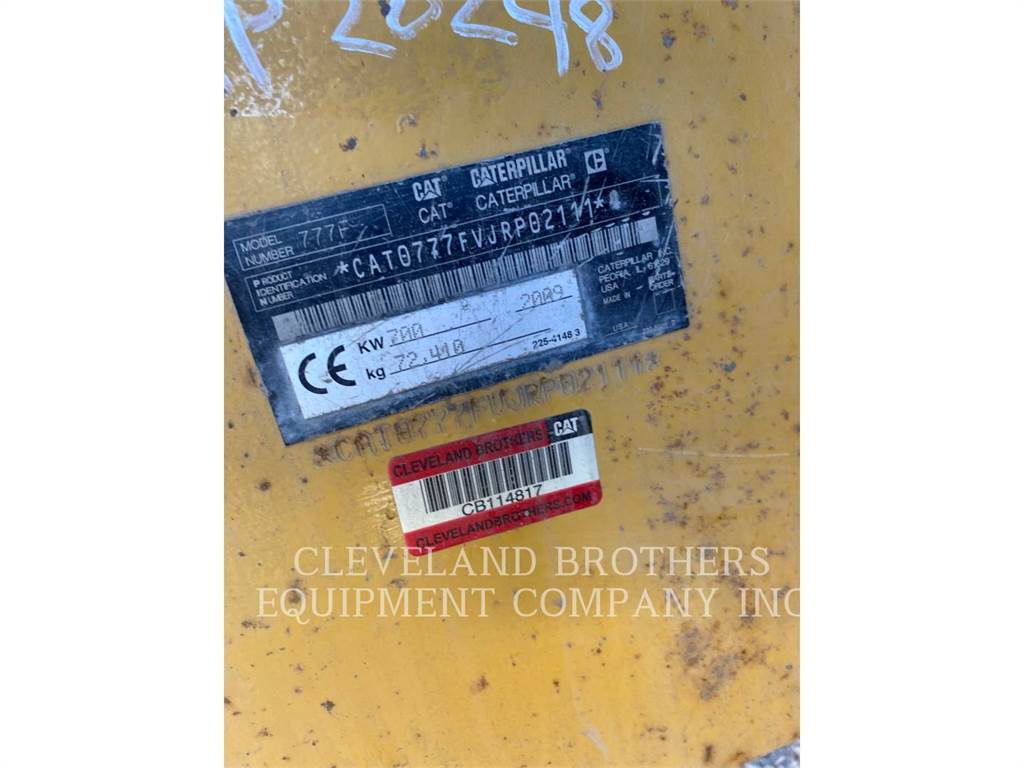 20248
CAT CATERPILLAR C
CAT® CATERPILLAR®
MODEL NUMBER 777F
PRODUCT IDENTIFICATION NUMBER *CAT0777FVJRP02111*
CE KW 700 2009
kg 72,410 225-4148 3
CATERPILLAR INC.
PEORIA, IL 61629
USA
MADE IN
USA
*CAT0777FVJRP02111*
CLEVELAND BROTHERS CAT
CB114817
CLEVELANDBROTHERS.COM
CLEVELAND BROTHERS
EQUIPMENT COMPANY INC